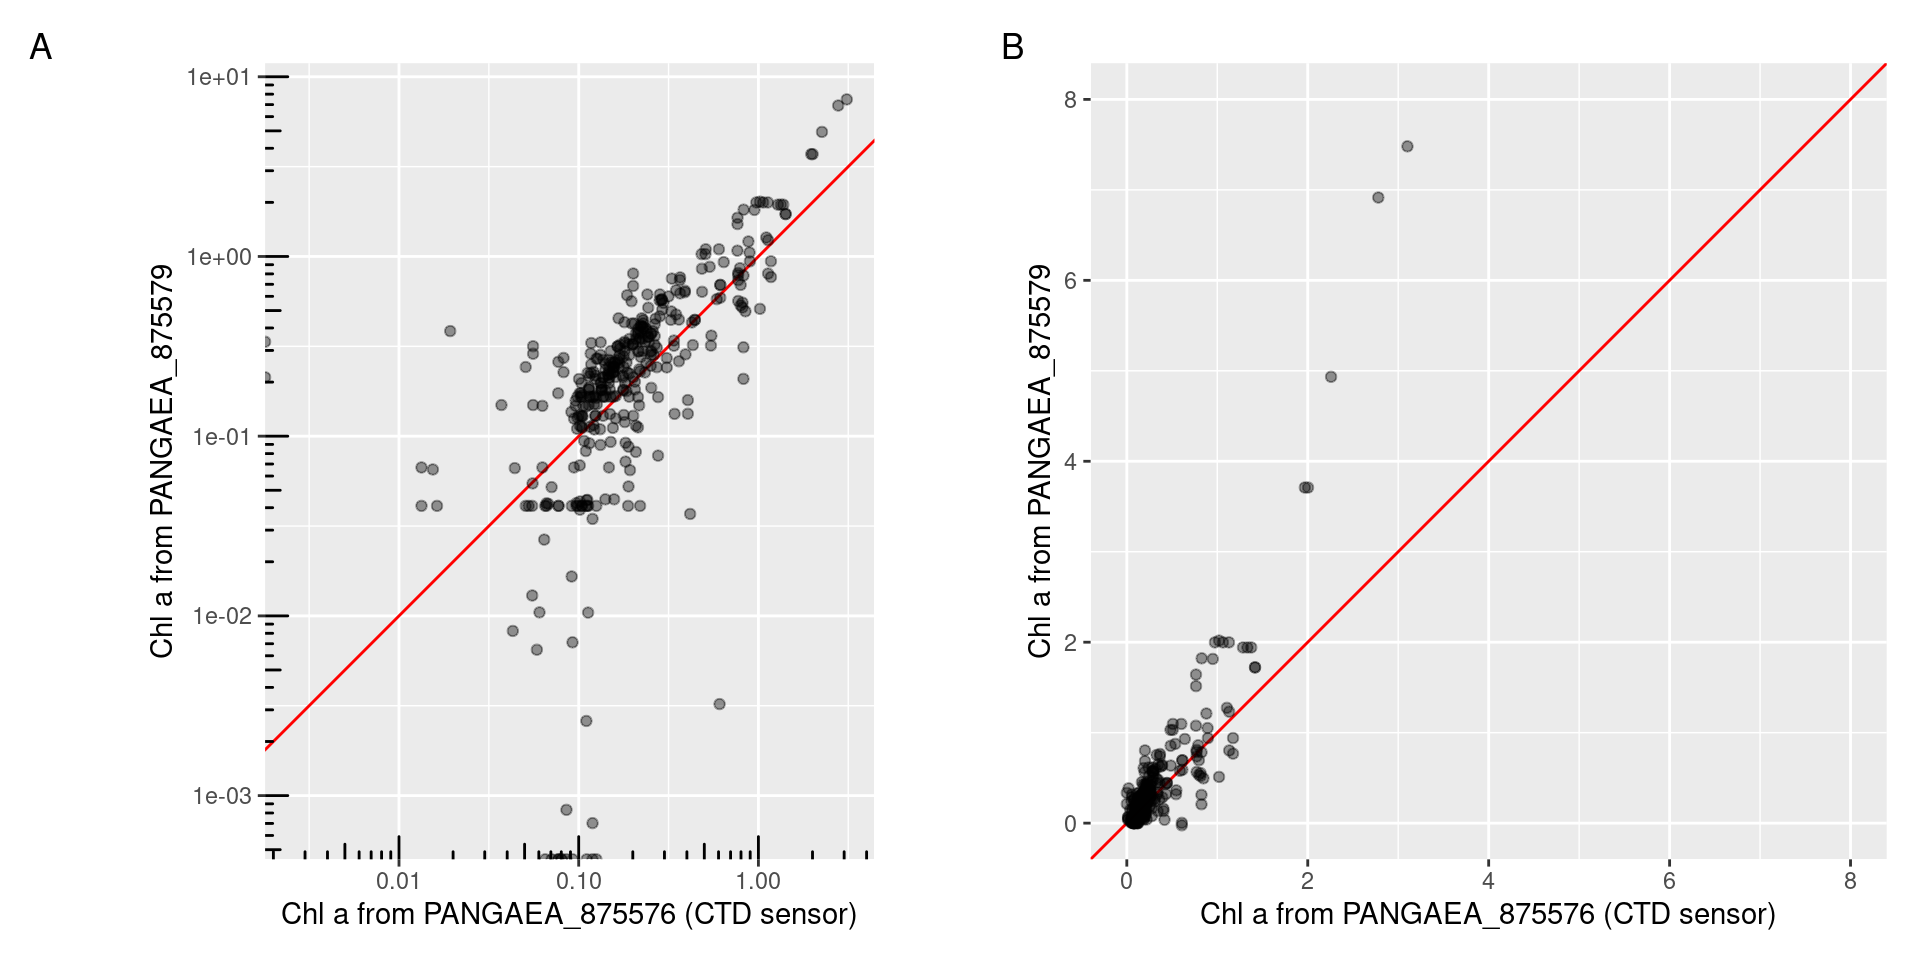 A
B
Chl a from PANGAEA_875579
1e+01
1e+00
1e-01
1e-02
1e-03
0.01 0.10 1.00
Chl a from PANGAEA_875576 (CTD sensor)
Chl a from PANGAEA_875579
8
6
4
2
0
0 2 4 6 8
Chl a from PANGAEA_875576 (CTD sensor)